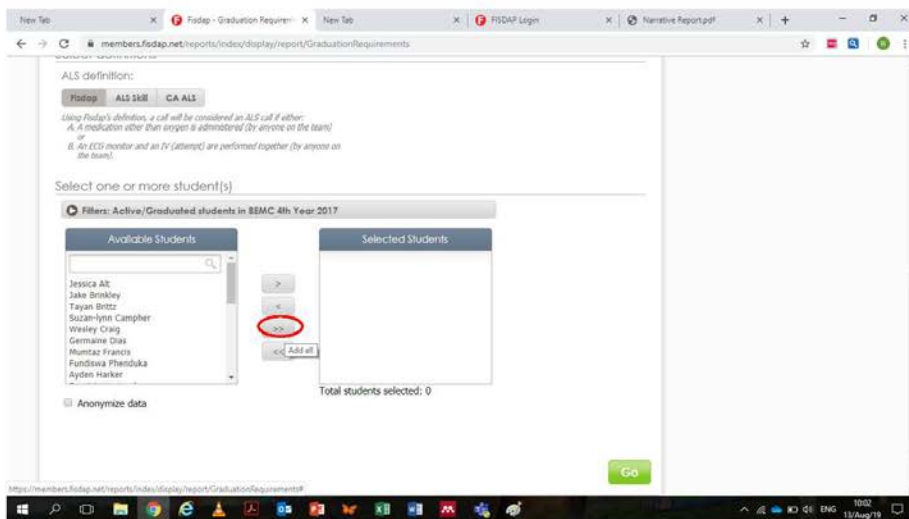 New Tab
Fisdap - Graduation Requirem
New Tab
FISDAP Login
Narrative Report.pdf
members.fisdap.net/reports/index/display/report/GraduationRequirements
ALS definition:
Fisdap ALS Skill CA ALS
Using Fisdap's definition, a call will be considered an ALS call if either:
A. A medication other than oxygen is administered (by anyone on the team)
or
B. An ECG monitor and an IV (attempt) are performed together (by anyone on
the team).
Select one or more student(s)
Filters: Active/Graduated students in BEMC 4th Year 2017
Available Students
Selected Students
Jessica Alt
Jake Brinkley
Tayan Brittz
Suzan-lynn Campher
Wesley Craig
Germaine Dias
Mumtaz Francis
Fundiswa Phenduka
Ayden Harker
>
<
>>
<<
Add all
Total students selected: 0
Anonymize data
Go
https://members.fisdap.net/reports/index/display/report/GraduationRequirements#
ENG
10:02
13/Aug/19